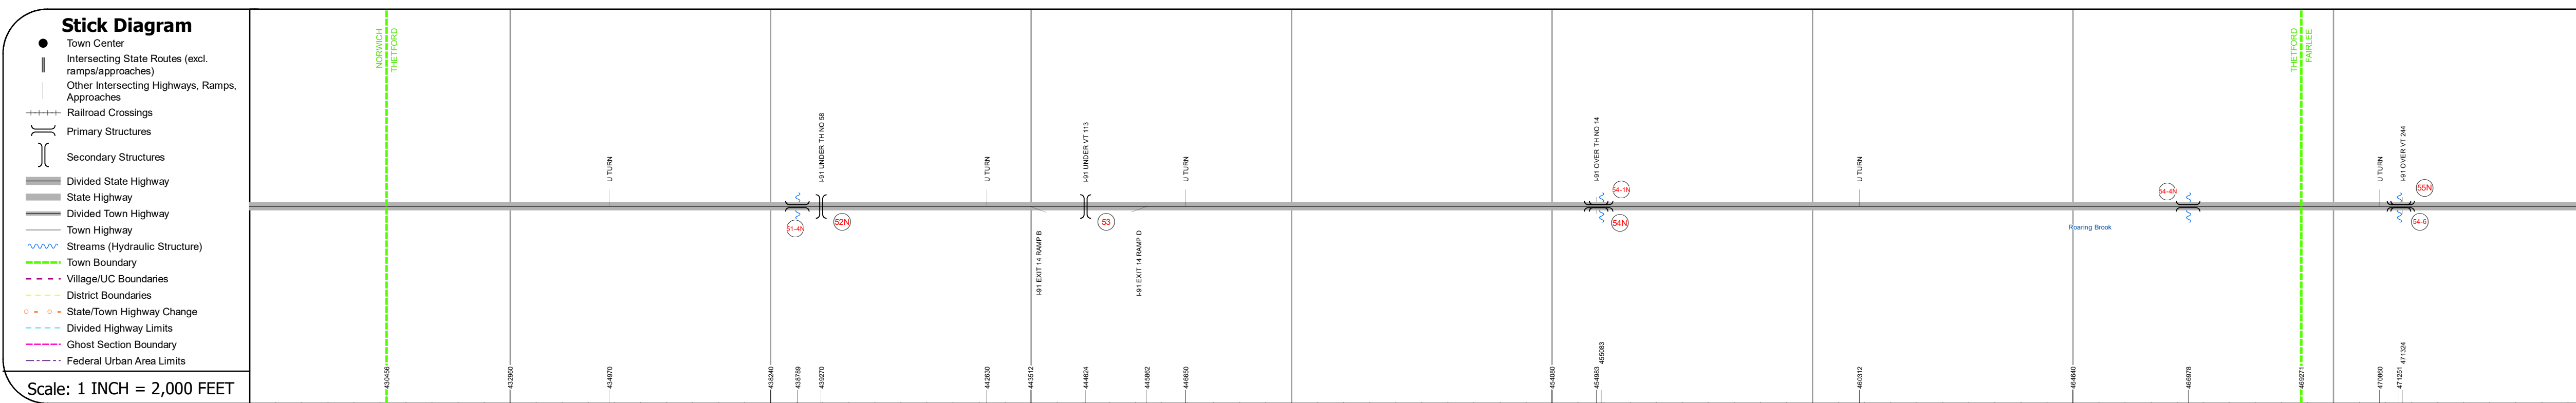 Stick Diagram
Town Center
Intersecting State Routes (excl.
ramps/approaches)
Other Intersecting Highways, Ramps,
Approaches
Railroad Crossings
Primary Structures
Secondary Structures
Divided State Highway
State Highway
Divided Town Highway
Town Highway
Streams (Hydraulic Structure)
Town Boundary
Village/UC Boundaries
District Boundaries
State/Town Highway Change
Divided Highway Limits
Ghost Section Boundary
Federal Urban Area Limits
Scale: 1 INCH = 2,000 FEET
NORWICH
THETFORD
U TURN
I-91 UNDER TH NO 58
U TURN
I-91 UNDER VT 113
U TURN
I-91 OVER TH NO 14
U TURN
THETFORD
FAIRLEE
U TURN
I-91 OVER VT 244
51-4N
52N
53
54-1N
54N
54-4N
55N
54-6
I-91 EXIT 14 RAMP B
I-91 EXIT 14 RAMP D
Roaring Brook
430456
432960
434970
438240
438789
439270
442630
443512
444624
445862
446650
454080
454983
455083
460312
464640
466978
469271
470860
471251
471324